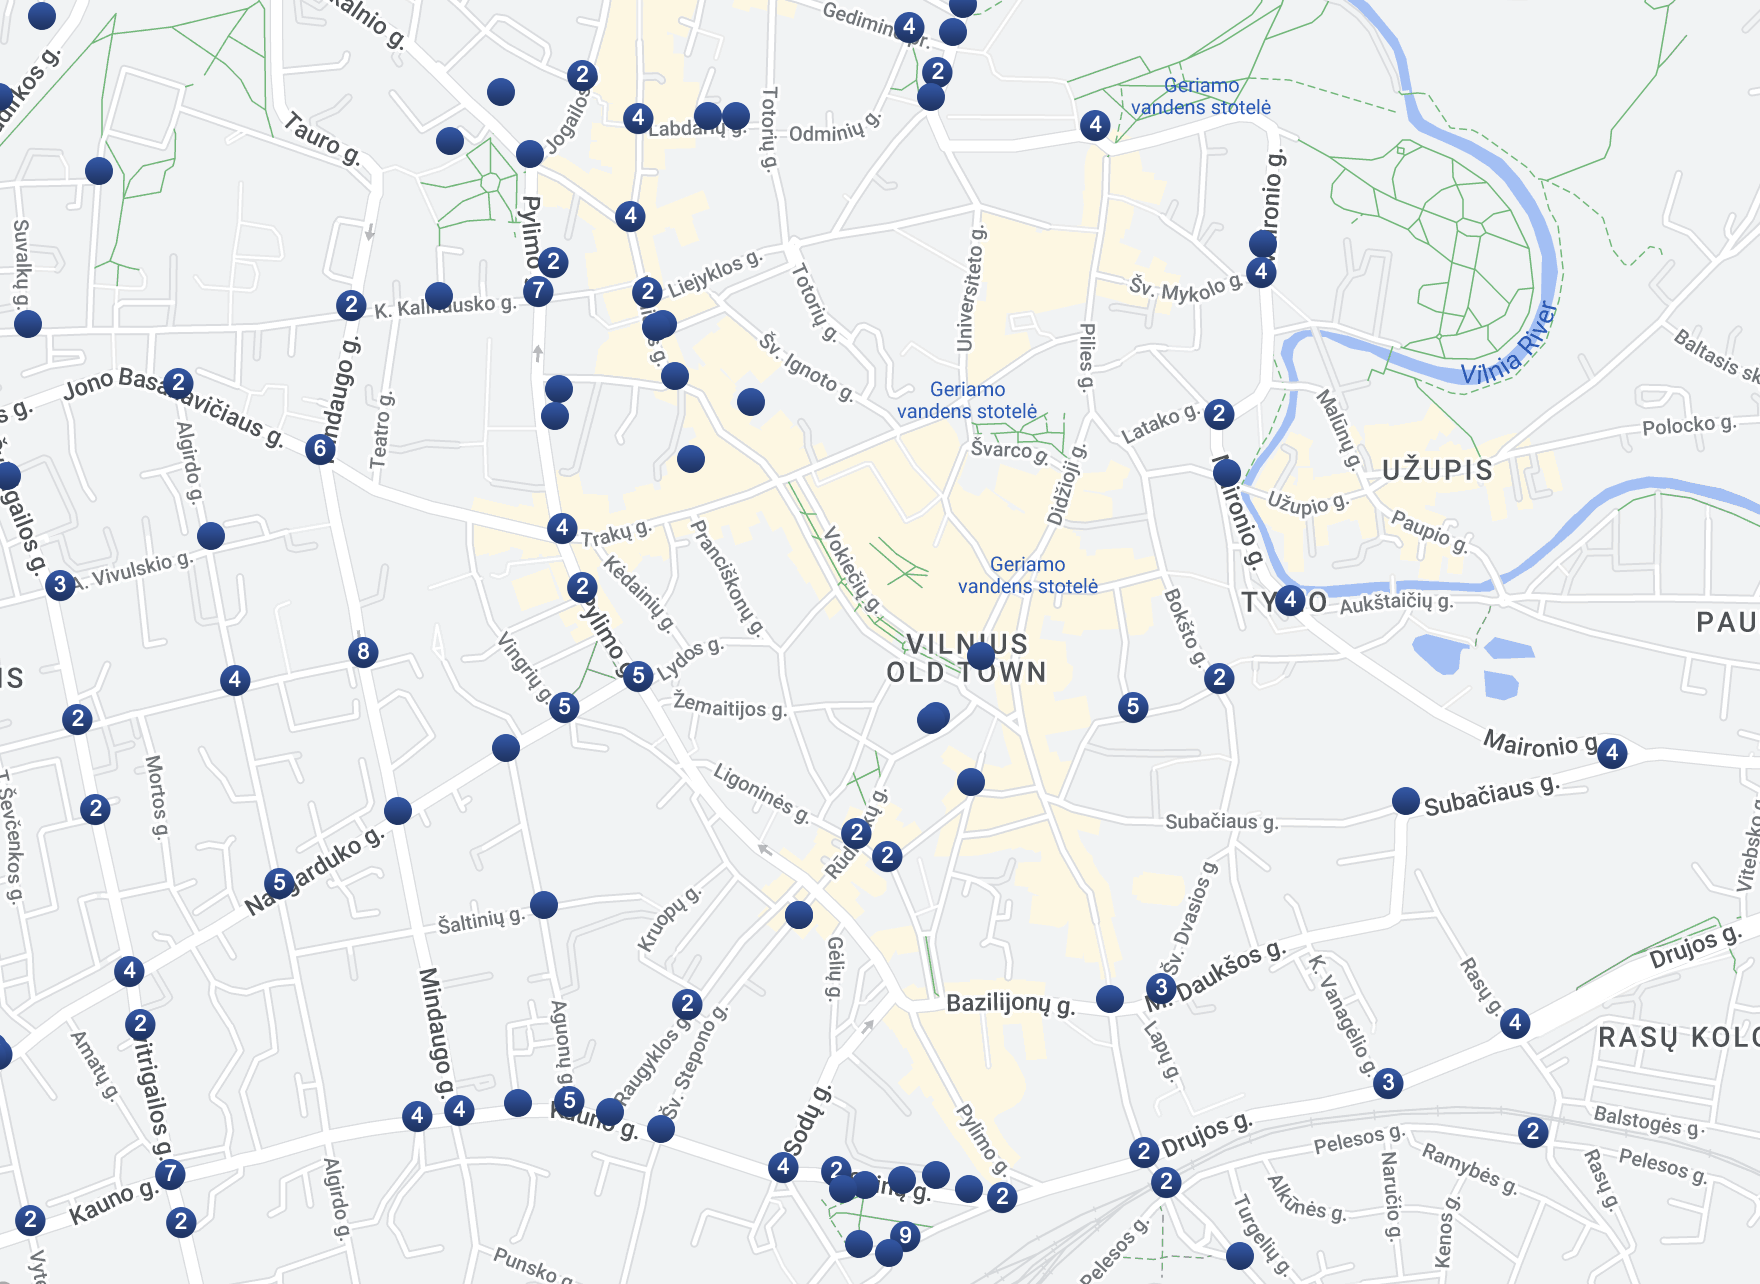 Gedimino pr.
4
2
Geriamo
vandens stotelė
4
2
4
Labdarių g.
Totorių g.
Odminių g.
Jogailos
Tauro g.
Pylimo
4
Maironio g.
Suvalkų g.
2
7
2
K. Kalinausko g.
2
Liejyklos g.
Totorių g.
Universiteto g.
Šv. Mykolo g.
4
Pilies g.
Šv. Ignoto g.
Vilnia River
Baltasis sk
Jono Basanavičiaus g.
2
Mindaugo g.
Teatro g.
Algirdo g.
6
Geriamo
vandens stotelė
Švarco g.
Didžioji g.
Latako g.
2
Malūnų g.
Polocko g.
UŽUPIS
Užupio g.
Paupio g.
Maironio g.
4
Trakų g.
Pranciškonų g.
Kėdainių g.
Vokiečių g.
Geriamo
vandens stotelė
3
A. Vivulskio g.
2
Pylimo g.
Bokšto g.
4
Aukštaičių g.
PAU
VILNIUS
OLD TOWN
8
4
2
Vingrių g.
5
5
Lydos g.
Žemaitijos g.
2
5
Maironio g.
4
Subačiaus g.
Subačiaus g.
Vitebsko g.
T. Ševčenkos g.
Mortos g.
2
Ligoninės g.
2
2
Naugarduko g.
5
Šaltinių g.
Kruopų g.
Gėlių g.
Šv. Dvasios g.
M. Daukšos g.
3
Bazilijonų g.
K. Vanagėlio g.
Rasų g.
Drujos g.
4
RASŲ KOLO
4
2
Amatų g.
Mindaugo g.
Aguonų g.
2
Raugyklos g.
Šv. Stepono g.
Lapų g.
3
4
4
5
Kauno g.
Sodų g.
Pylimo g.
Drujos g.
Balstogės g.
2
Pelesos g.
Pelesos g.
Ramybės g.
Naručio g.
Rasų g.
7
Kauno g.
2
2
Algirdo g.
4
2
2
2
2
9
Alkūnės g.
Turgelių g.
Kenos g.
Pelesos g.
Punsko g.